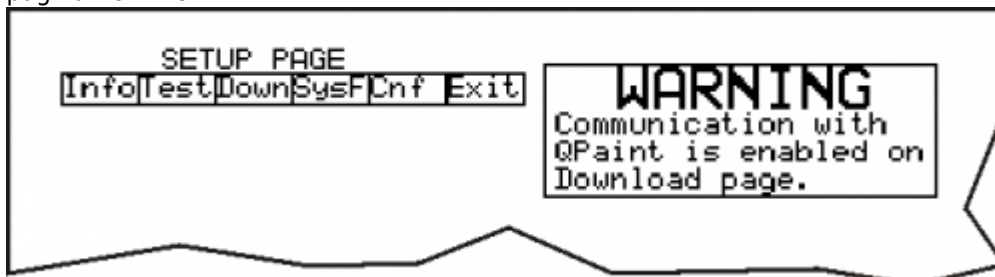 SETUP PAGE
Info Test Down SysF Cnf Exit
WARNING
Communication with
QPaint is enabled on
Download page.